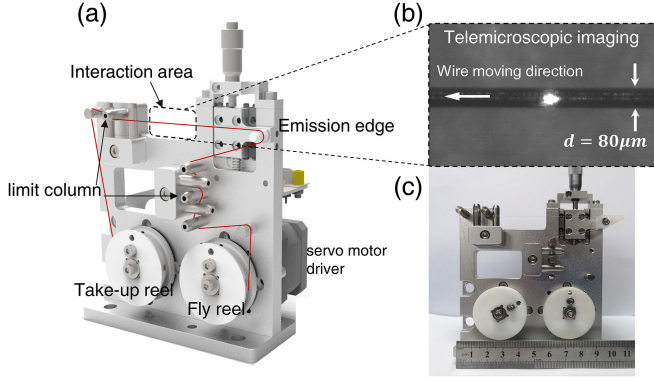 (a)
Interaction area
Emission edge
limit column
servo motor
driver
Take-up reel
Fly reel
(b)
Telemicroscopic imaging
Wire moving direction
d = 80μm
(c)
1 2 3 4 5 6 7 8 9 10 11